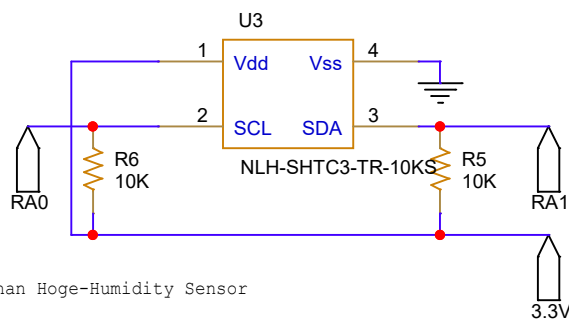 U3
1 Vdd Vss 4
2 SCL SDA 3
NLH-SHTC3-TR-10KS
R6
10K
R5
10K
RA0
RA1
Hoge-Humidity Sensor
3.3V